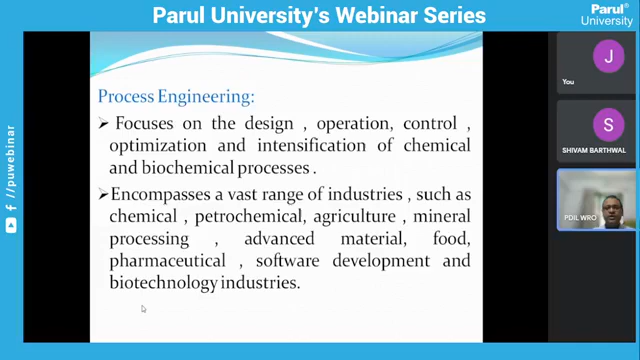 Parul University's Webinar Series
Parul®
University
/puwebinar
Process Engineering:
➢ Focuses on the design , operation, control ,
optimization and intensification of chemical
and biochemical processes .
➢Encompasses a vast range of industries , such as
chemical , petrochemical, agriculture , mineral
processing , advanced material, food,
pharmaceutical , software development and
biotechnology industries.
J
You
S
SHIVAM BARTHWAL
PDIL WRO